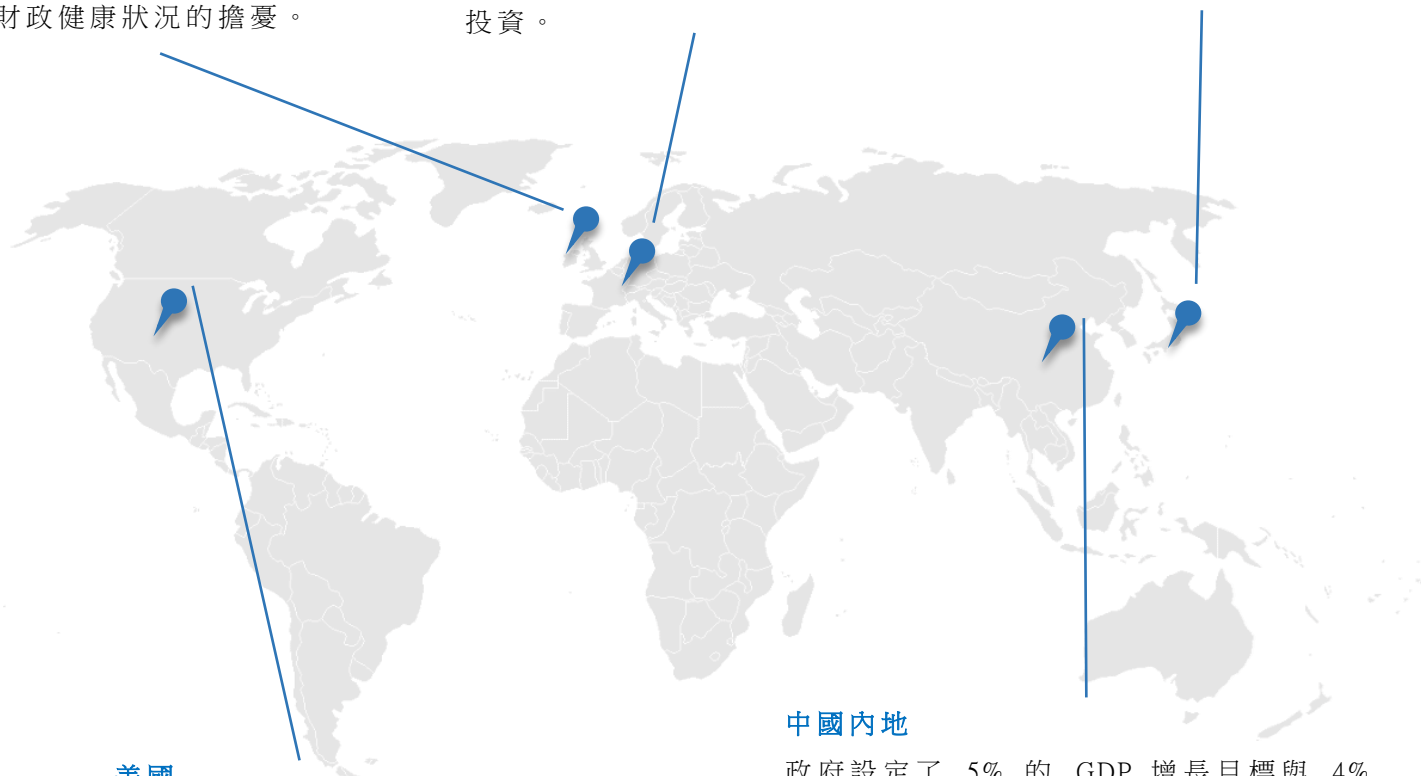 財政健康狀況的擔憂。
投資。
中國內地
政府設定了 5% 的 GDP 增長目標與 4%
美國